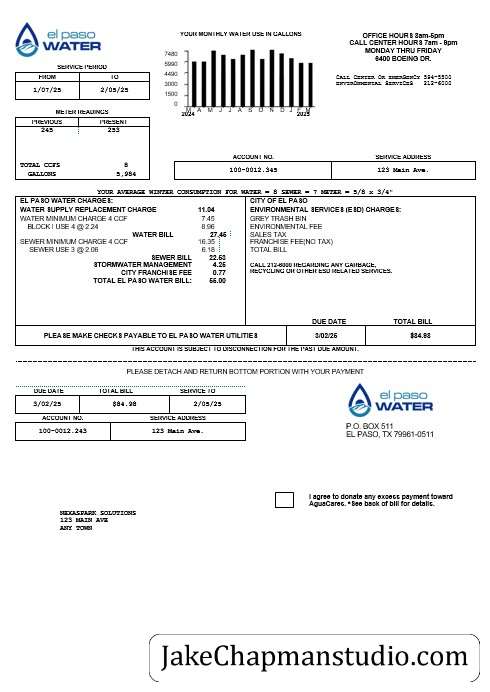 el paso
WATER
YOUR MONTHLY WATER USE IN GALLONS
OFFICE HOURS 8am-5pm
CALL CENTER HOURS 7am - 6pm
MONDAY THRU FRIDAY
6400 BOEING DR.
7480
5990
4490
3000
1500
0
M A M J J A S O N D J F M
2024 2025
SERVICE PERIOD
FROM TO
1/07/25 2/05/25
METER READINGS
PREVIOUS PRESENT
245 253
TOTAL CCFS 8
GALLONS 5,984
ACCOUNT NO. SERVICE ADDRESS
100-0012.345 123 Main Ave.
YOUR AVERAGE WINTER CONSUMPTION FOR WATER = 8 SEWER = 7 METER = 5/8 x 3/4"
EL PASO WATER CHARGES:
WATER SUPPLY REPLACEMENT CHARGE 11.04
WATER MINIMUM CHARGE 4 CCF 7.45
BLOCK I USE 4 @ 2.24 8.96
WATER BILL 27.45
SEWER MINIMUM CHARGE 4 CCF 16.35
SEWER USE 3 @ 2.06 6.18
SEWER BILL 22.53
STORMWATER MANAGEMENT 4.25
CITY FRANCHISE FEE 0.77
TOTAL EL PASO WATER BILL: 55.00
CITY OF EL PASO
ENVIRONMENTAL SERVICES (ESD) CHARGES:
GREY TRASH BIN
ENVIRONMENTAL FEE
SALES TAX
FRANCHISE FEE(NO TAX)
TOTAL BILL
CALL 212-6000 REGARDING ANY GARBAGE,
RECYCLING OR OTHER ESD RELATED SERVICES.
DUE DATE TOTAL BILL
PLEASE MAKE CHECKS PAYABLE TO EL PASO WATER UTILITIES 3/02/25 $84.98
THIS ACCOUNT IS SUBJECT TO DISCONNECTION FOR THE PAST DUE AMOUNT.
PLEASE DETACH AND RETURN BOTTOM PORTION WITH YOUR PAYMENT
DUE DATE TOTAL BILL SERVICE TO
3/02/25 $84.98 2/05/25
ACCOUNT NO. SERVICE ADDRESS
100-0012.243 123 Main Ave.
el paso
WATER
P.O. BOX 511
EL PASO, TX 79961-0511
I agree to donate any excess payment toward
AguaCares. *See back of bill for details.
NEXASPARK SOLUTIONS
123 MAIN AVE
ANY TOWN
JakeChapmanstudio.com